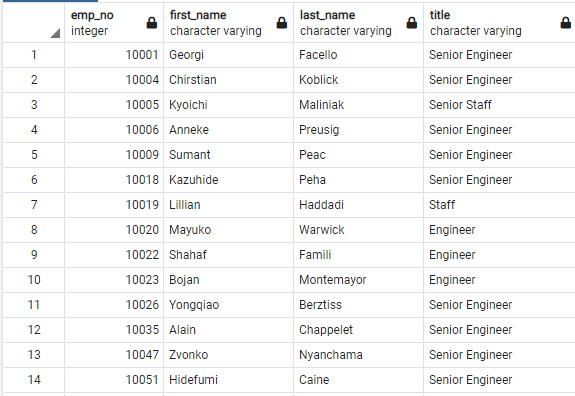 emp_no first_name last_name title
integer character varying character varying character varying
1 10001 Georgi Facello Senior Engineer
2 10004 Chirstian Koblick Senior Engineer
3 10005 Kyoichi Maliniak Senior Staff
4 10006 Anneke Preusig Senior Engineer
5 10009 Sumant Peac Senior Engineer
6 10018 Kazuhide Peha Senior Engineer
7 10019 Lillian Haddadi Staff
8 10020 Mayuko Warwick Engineer
9 10022 Shahaf Famili Engineer
10 10023 Bojan Montemayor Engineer
11 10026 Yongqiao Berztiss Senior Engineer
12 10035 Alain Chappelet Senior Engineer
13 10047 Zvonko Nyanchama Senior Engineer
14 10051 Hidefumi Caine Senior Engineer